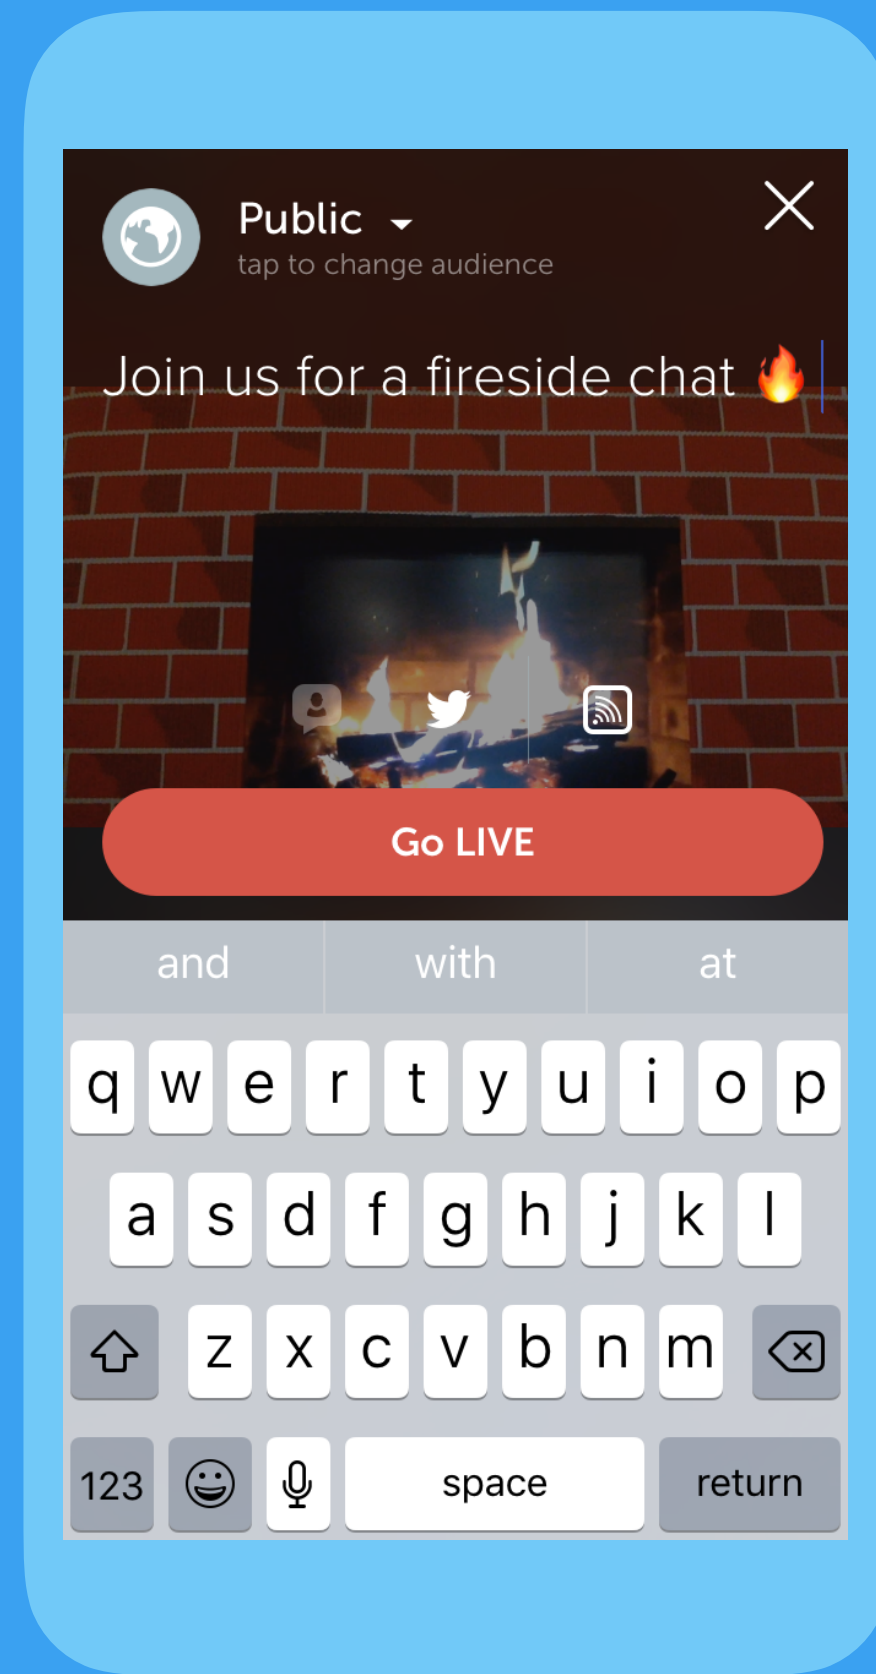 Public
tap to change audience
Join us for a fireside chat 🔥
Go LIVE
and with at
q w e r t y u i o p
a s d f g h j k l
z x c v b n m
123 space return